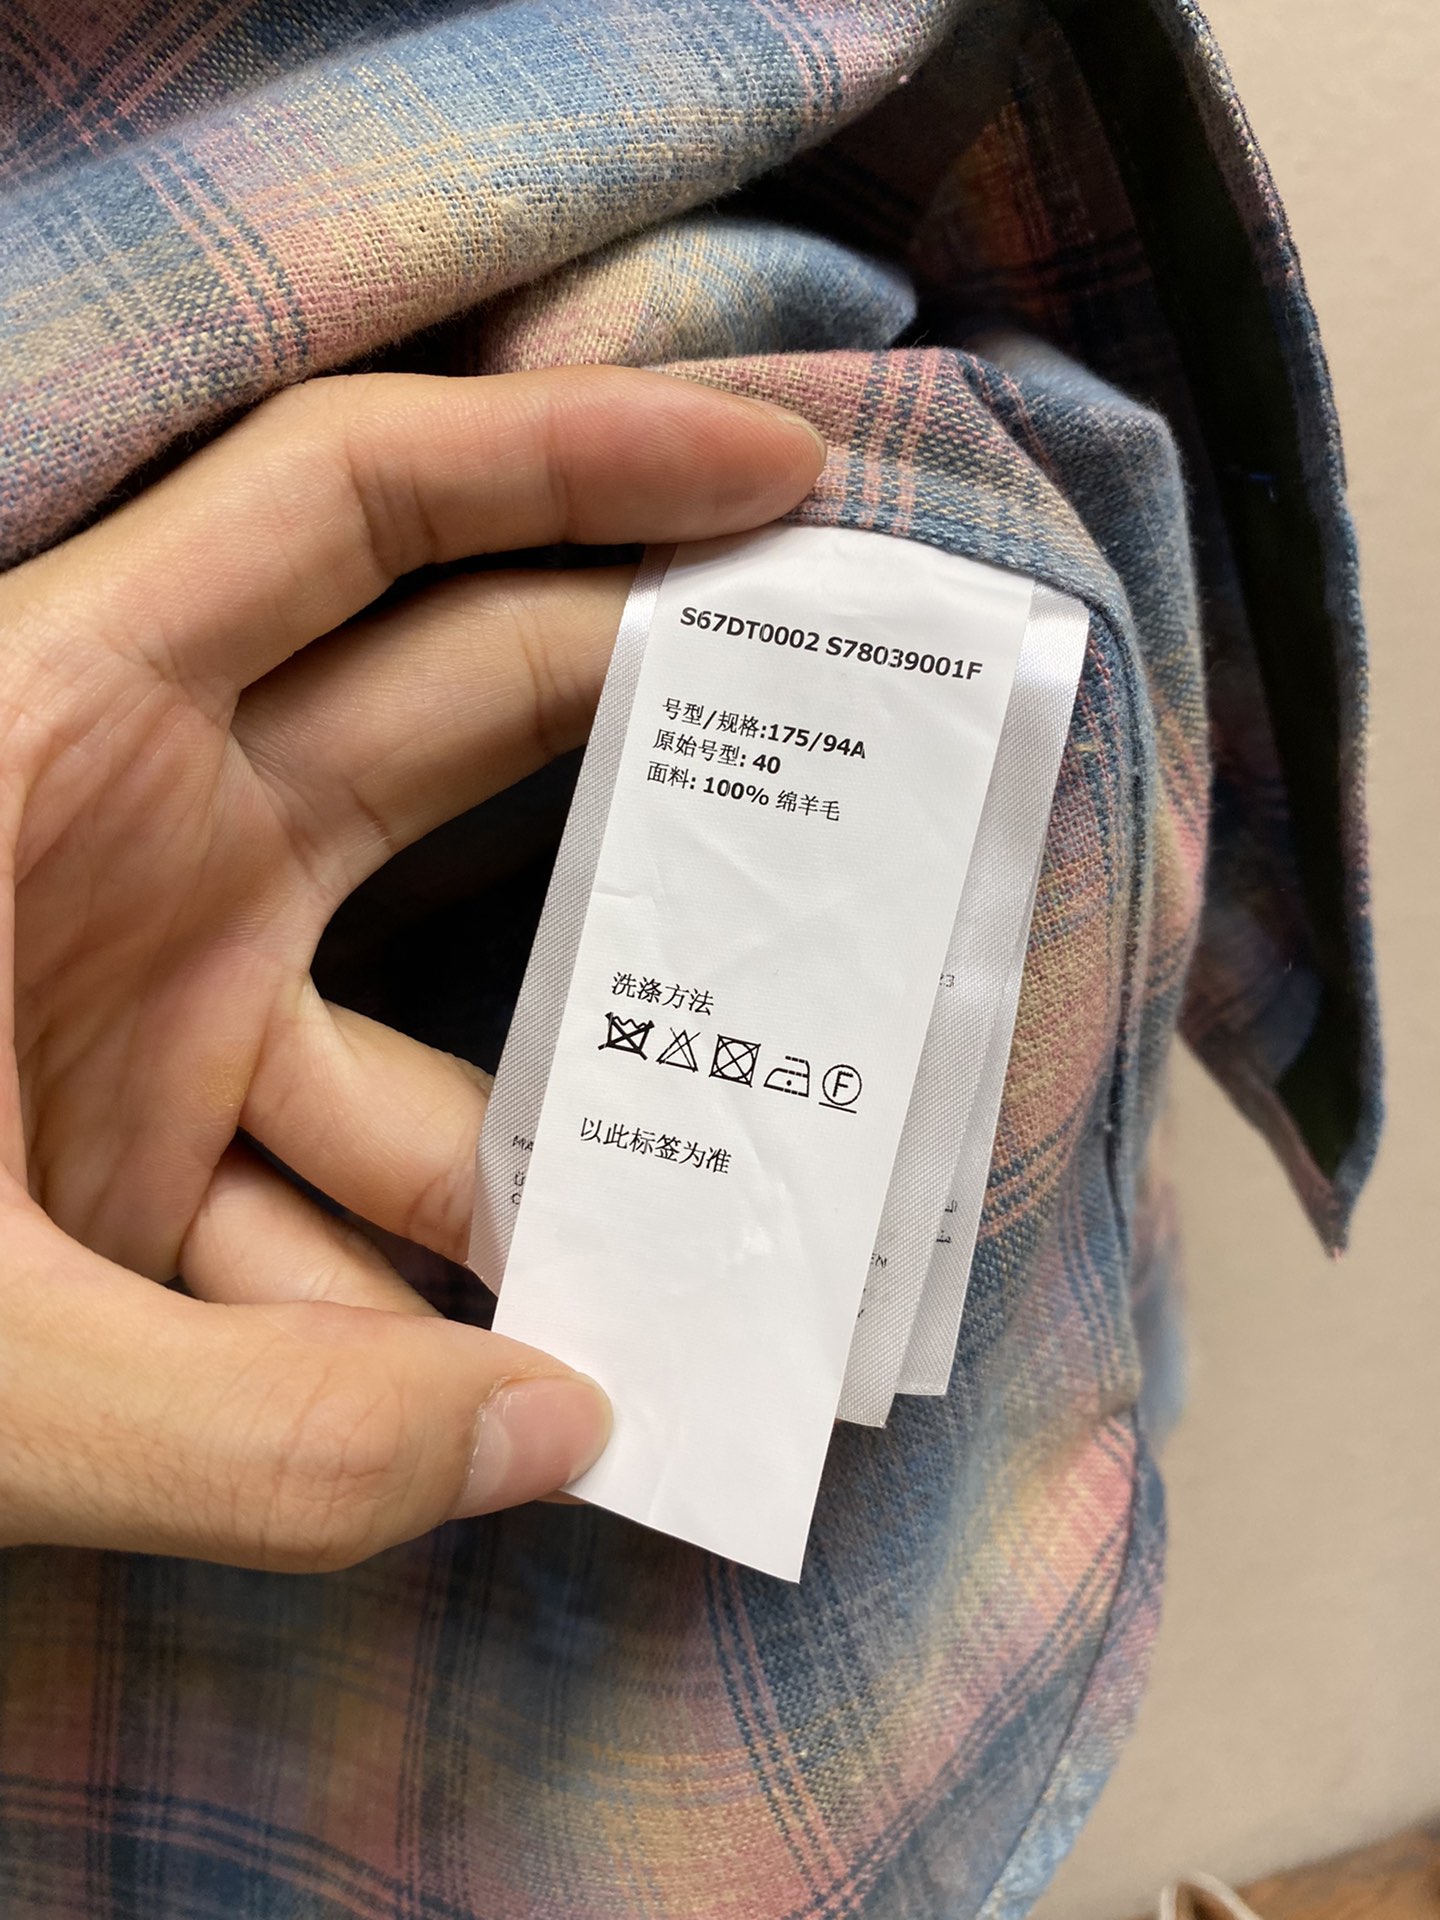 S67DT0002 S78039001F
号型/规格:175/94A
原始号型: 40
面料: 100% 绵羊毛
洗涤方法
F
以此标签为准